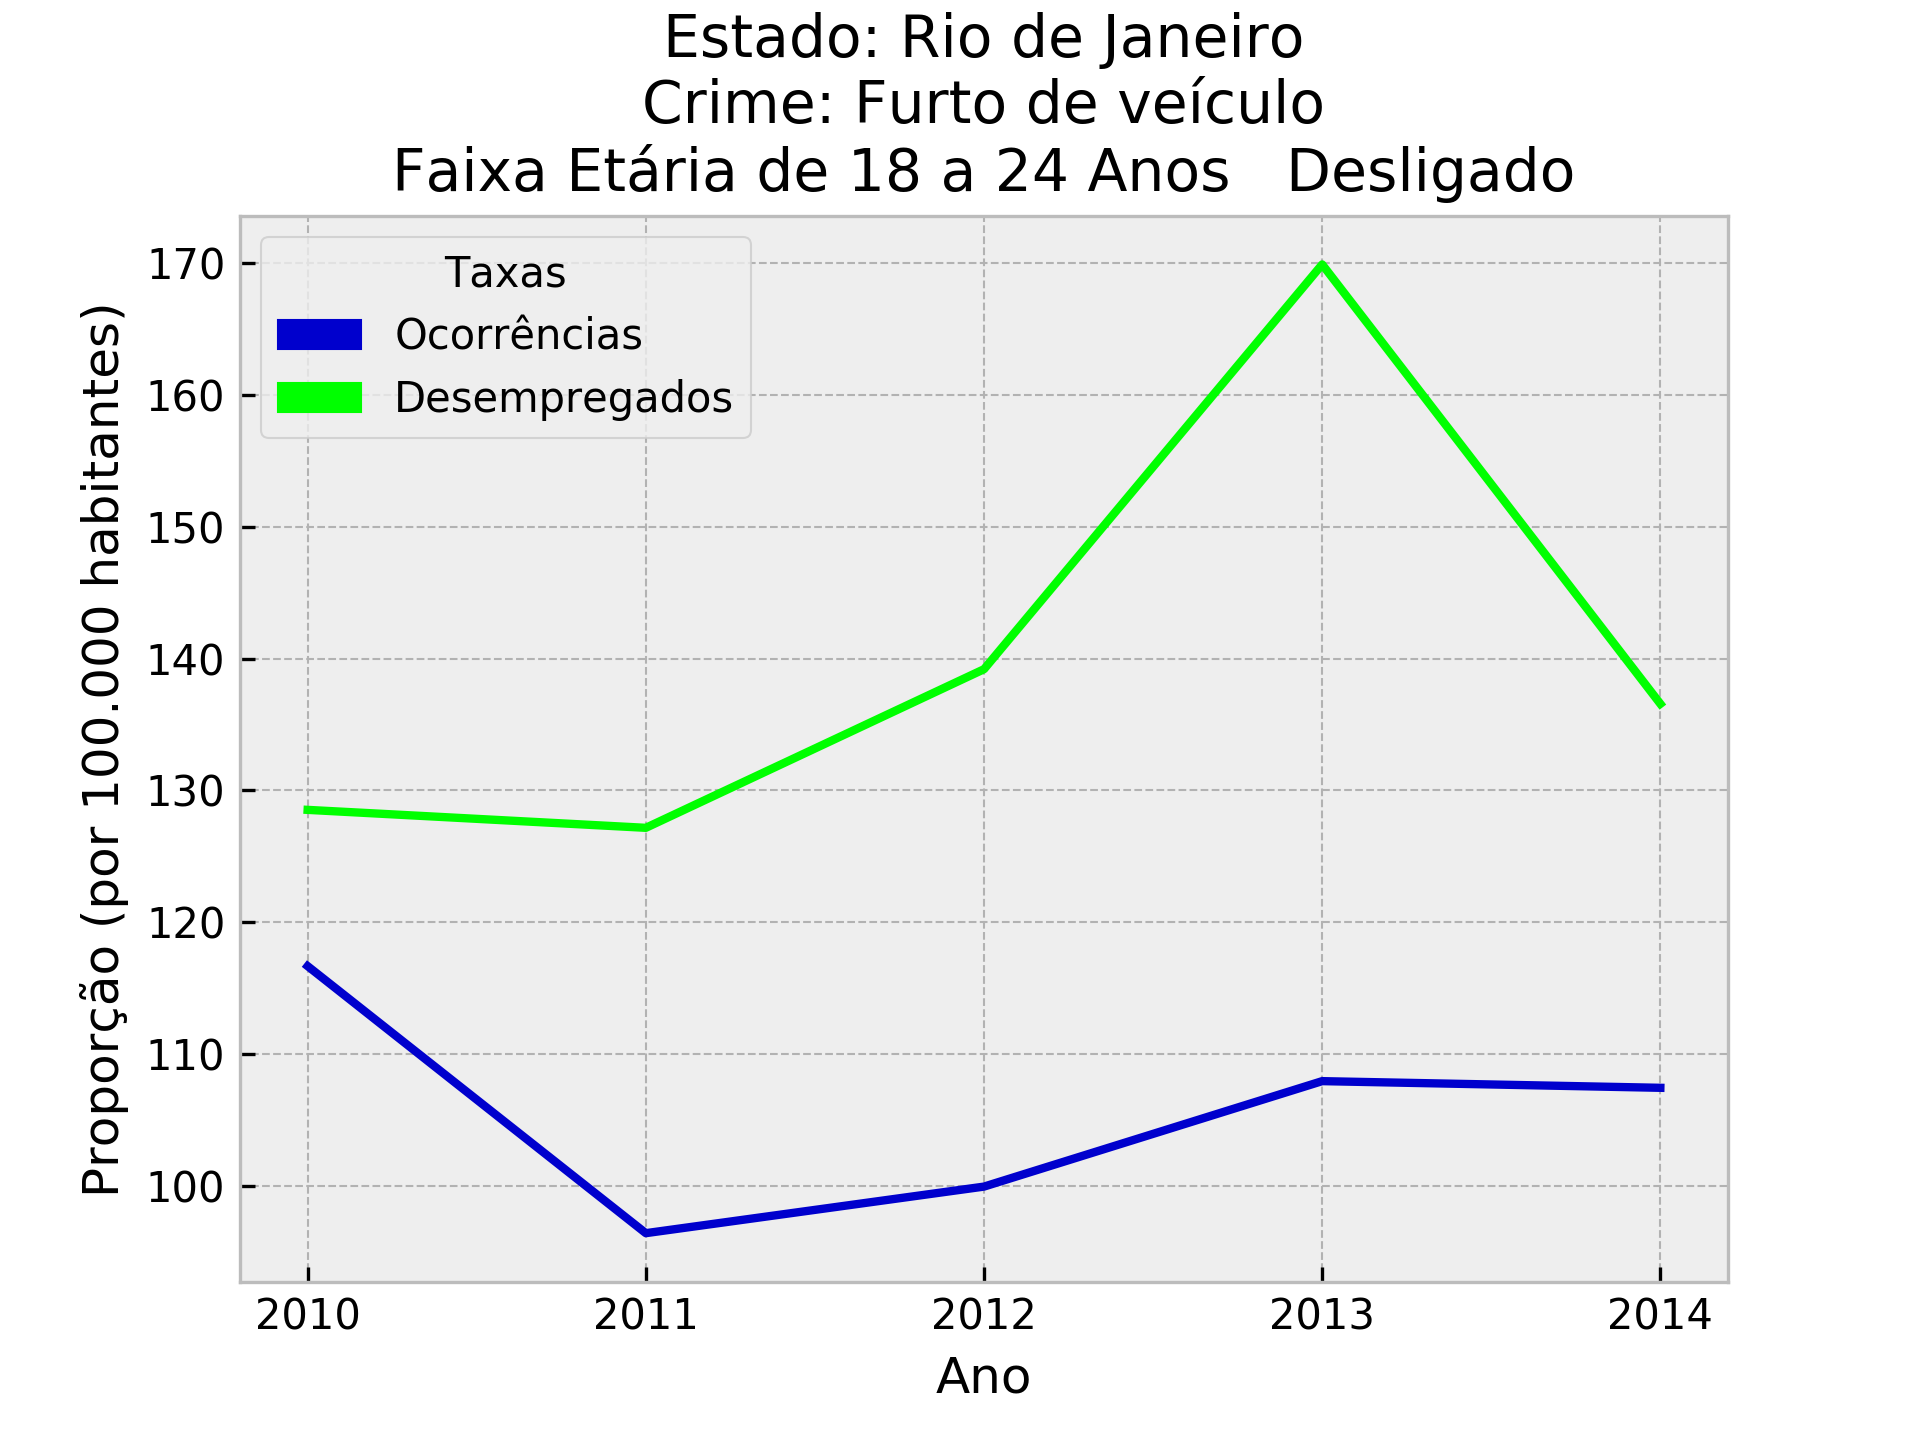 Estado: Rio de Janeiro
Crime: Furto de veículo
Faixa Etária de 18 a 24 Anos   Desligado
Taxas
Ocorrências
Desempregados
Proporção (por 100.000 habitantes)
170
160
150
140
130
120
110
100
2010 2011 2012 2013 2014
Ano